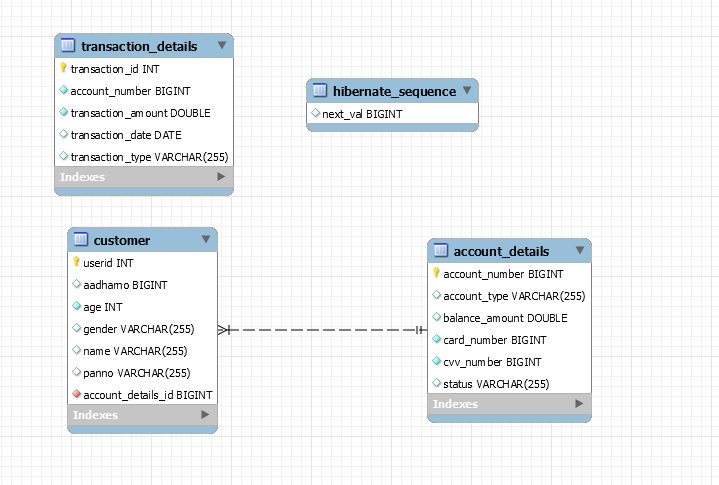 transaction_details
transaction_id INT
account_number BIGINT
transaction_amount DOUBLE
transaction_date DATE
transaction_type VARCHAR(255)
Indexes
hibernate_sequence
next_val BIGINT
customer
userid INT
aadharno BIGINT
age INT
gender VARCHAR(255)
name VARCHAR(255)
panno VARCHAR(255)
account_details_id BIGINT
Indexes
account_details
account_number BIGINT
account_type VARCHAR(255)
balance_amount DOUBLE
card_number BIGINT
cvv_number BIGINT
status VARCHAR(255)
Indexes